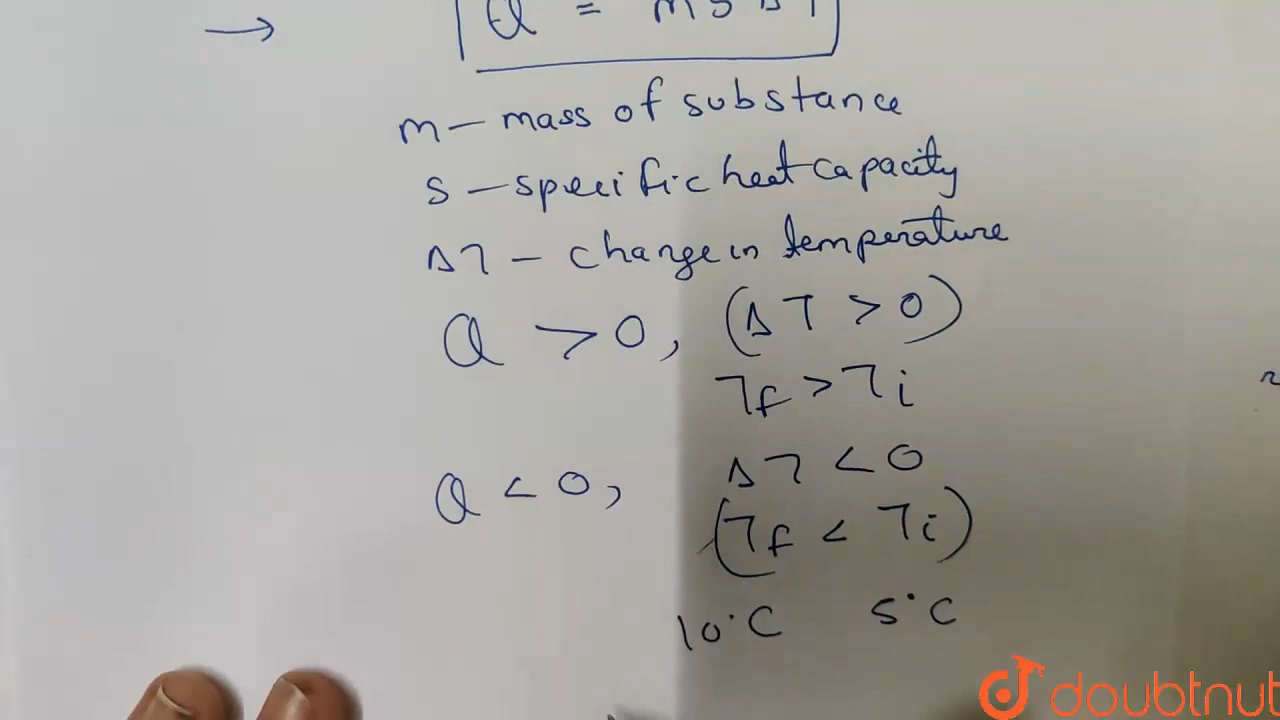 → Q = msΔT
m – mass of substance
s – specific heat capacity
ΔT – change in temperature
Q > 0, (ΔT > 0)
Tf > Ti
Q < 0, ΔT < 0
(Tf < Ti)
10°C 5°C
doubtnut